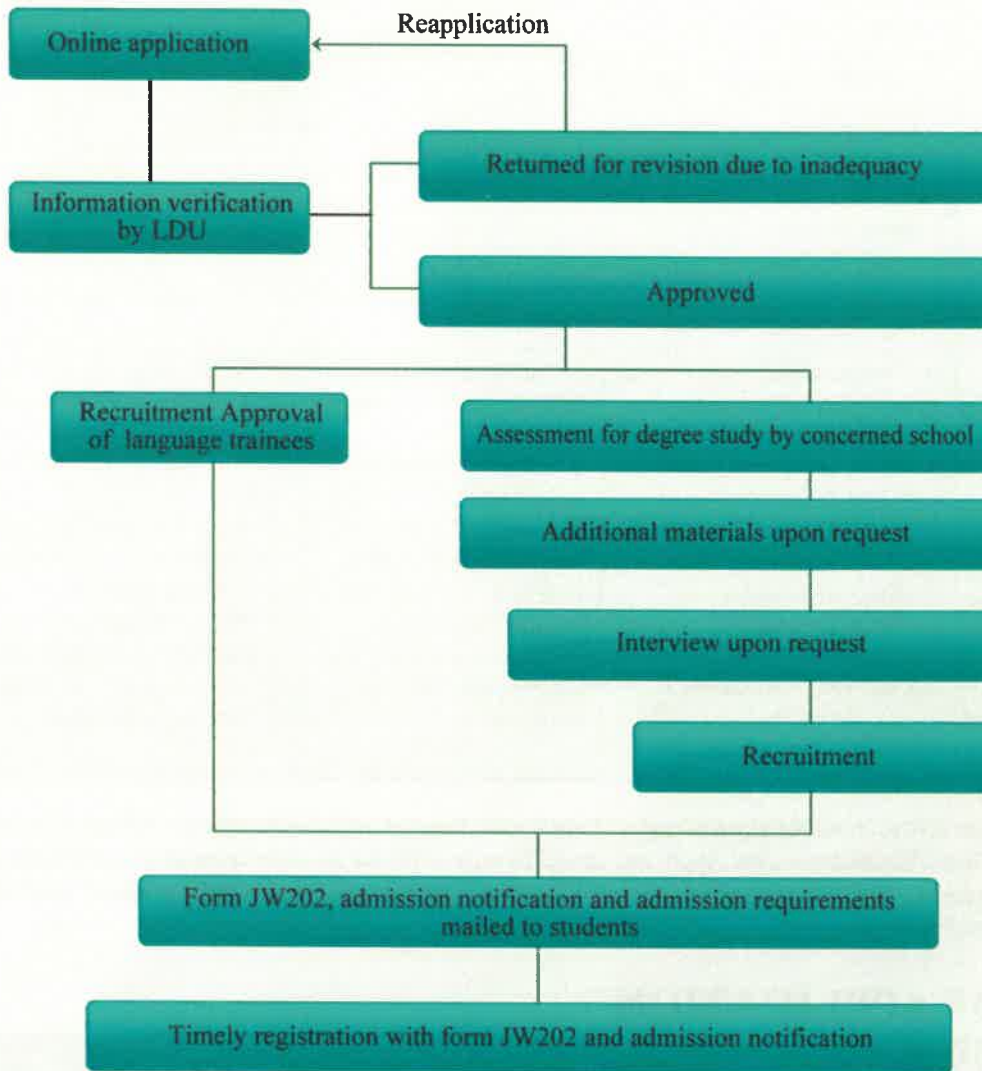 Reapplication
Online application
Returned for revision due to inadequacy
Information verification
by LDU
Approved
Recruitment Approval
of language trainees
Assessment for degree study by concerned school
Additional materials upon request
Interview upon request
Recruitment
Form JW202, admission notification and admission requirements
mailed to students
Timely registration with form JW202 and admission notification